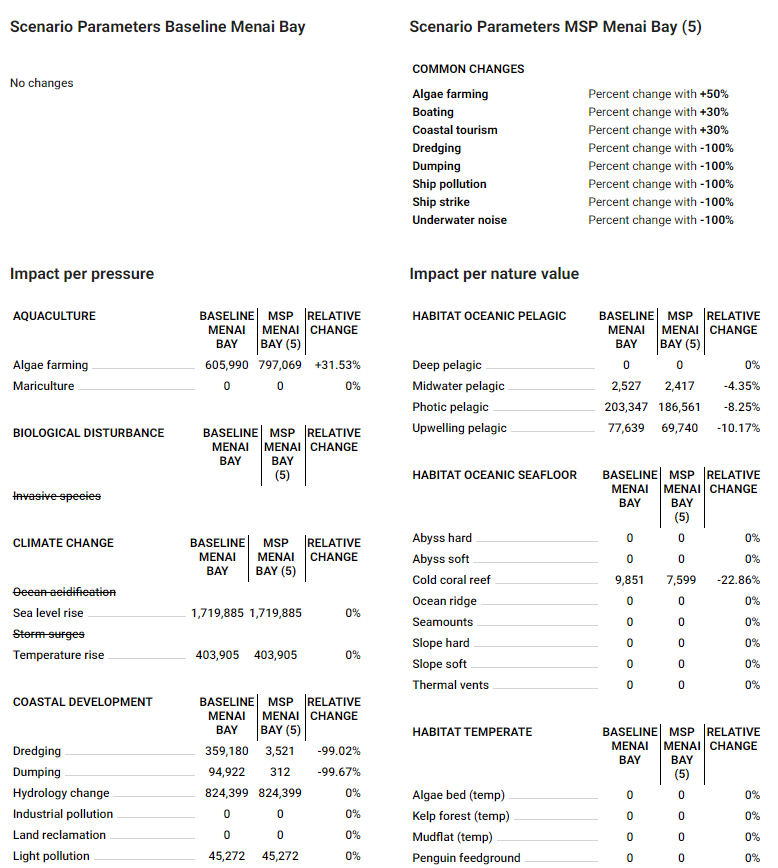 Scenario Parameters Baseline Menai Bay
No changes
Scenario Parameters MSP Menai Bay (5)
COMMON CHANGES
Algae farming Percent change with +50%
Boating Percent change with +30%
Coastal tourism Percent change with +30%
Dredging Percent change with -100%
Dumping Percent change with -100%
Ship pollution Percent change with -100%
Ship strike Percent change with -100%
Underwater noise Percent change with -100%
Impact per pressure
AQUACULTURE BASELINE MSP RELATIVE
MENAI MENAI CHANGE
BAY BAY (5)
Algae farming 605,990 797,069 +31.53%
Mariculture 0 0 0%
BIOLOGICAL DISTURBANCE BASELINE MSP RELATIVE
MENAI MENAI CHANGE
BAY BAY
(5)
Invasive species
CLIMATE CHANGE BASELINE MSP RELATIVE
MENAI MENAI CHANGE
BAY BAY (5)
Ocean acidification
Sea level rise 1,719,885 1,719,885 0%
Storm surges
Temperature rise 403,905 403,905 0%
COASTAL DEVELOPMENT BASELINE MSP RELATIVE
MENAI MENAI CHANGE
BAY BAY (5)
Dredging 359,180 3,521 -99.02%
Dumping 94,922 312 -99.67%
Hydrology change 824,399 824,399 0%
Industrial pollution 0 0 0%
Land reclamation 0 0 0%
Light pollution 45,272 45,272 0%
Impact per nature value
HABITAT OCEANIC PELAGIC BASELINE MSP RELATIVE
MENAI MENAI CHANGE
BAY BAY (5)
Deep pelagic 0 0 0%
Midwater pelagic 2,527 2,417 -4.35%
Photic pelagic 203,347 186,561 -8.25%
Upwelling pelagic 77,639 69,740 -10.17%
HABITAT OCEANIC SEAFLOOR BASELINE MSP RELATIVE
MENAI MENAI CHANGE
BAY BAY
(5)
Abyss hard 0 0 0%
Abyss soft 0 0 0%
Cold coral reef 9,851 7,599 -22.86%
Ocean ridge 0 0 0%
Seamounts 0 0 0%
Slope hard 0 0 0%
Slope soft 0 0 0%
Thermal vents 0 0 0%
HABITAT TEMPERATE BASELINE MSP RELATIVE
MENAI MENAI CHANGE
BAY BAY
(5)
Algae bed (temp) 0 0 0%
Kelp forest (temp) 0 0 0%
Mudflat (temp) 0 0 0%
Penguin feedground 0 0 0%